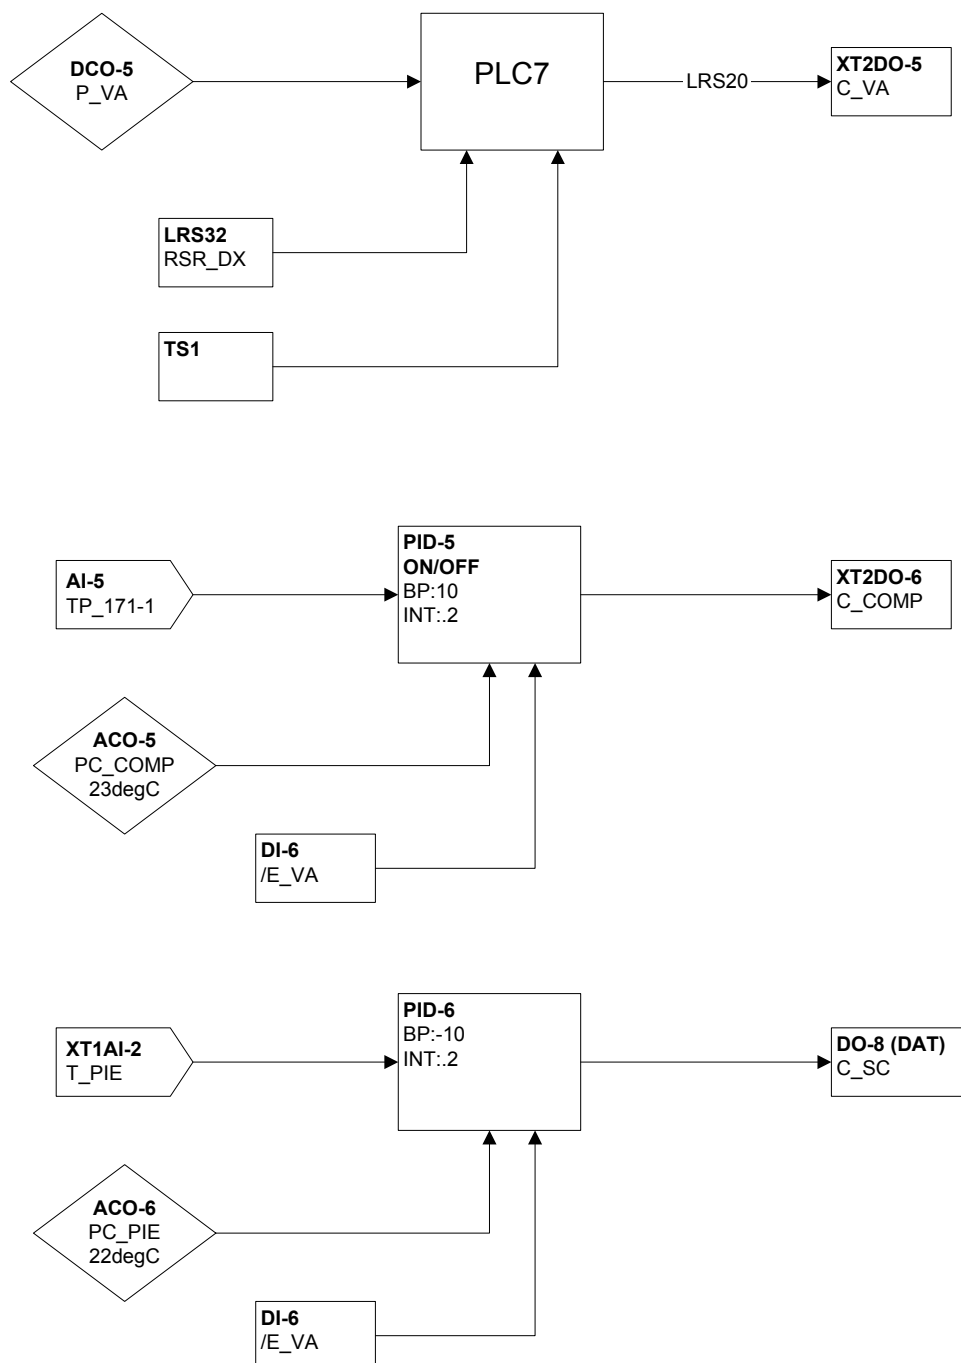 DCO-5
P_VA
PLC7
LRS20
XT2DO-5
C_VA
LRS32
RSR_DX
TS1
AI-5
TP_171-1
PID-5
ON/OFF
BP:10
INT:.2
XT2DO-6
C_COMP
ACO-5
PC_COMP
23degC
DI-6
/E_VA
XT1AI-2
T_PIE
PID-6
BP:-10
INT:.2
DO-8 (DAT)
C_SC
ACO-6
PC_PIE
22degC
DI-6
/E_VA